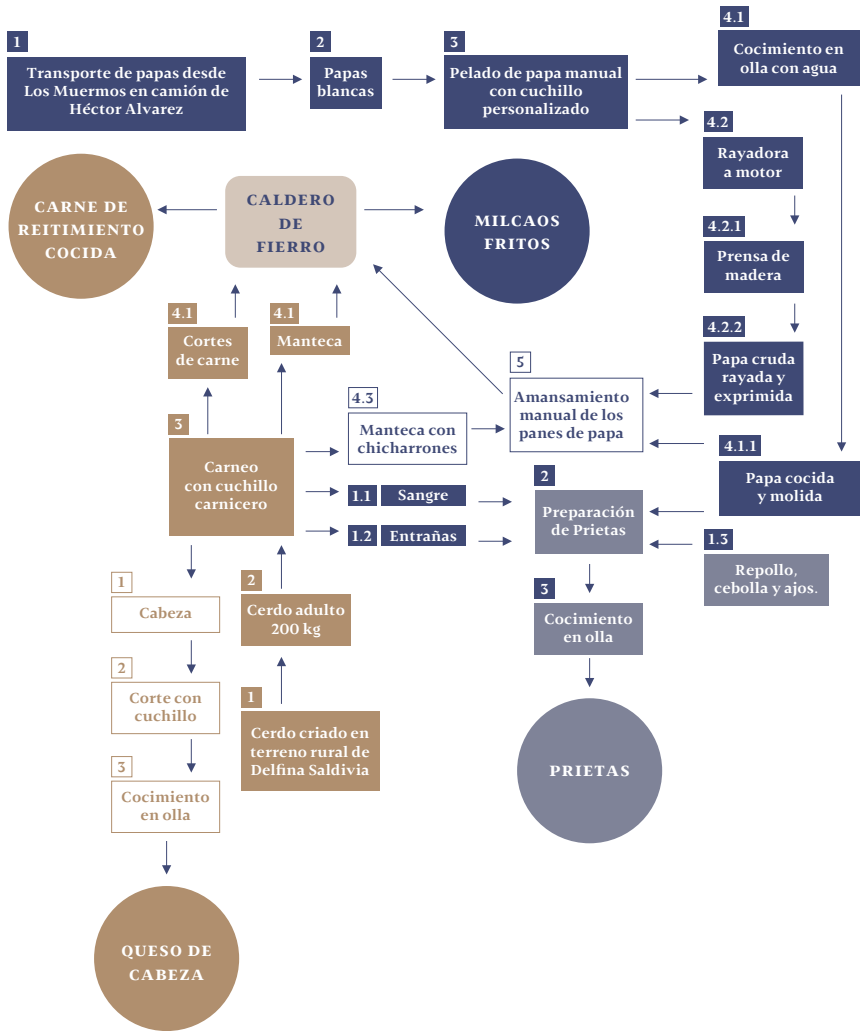 1
Transporte de papas desde
Los Muermos en camión de
Héctor Alvarez
2
Papas
blancas
3
Pelado de papa manual
con cuchillo
personalizado
4.1
Cocimiento en
olla con agua
4.2
Rayadora
a motor
CARNE DE
REITIMIENTO
COCIDA
CALDERO
DE
FIERRO
MILCAOS
FRITOS
4.2.1
Prensa de
madera
4.1
Cortes
de carne
4.1
Manteca
4.2.2
Papa cruda
rayada y
exprimida
5
Amansamiento
manual de los
panes de papa
4.3
Manteca con
chicharrones
3
Carneo
con cuchillo
carnicero
4.1.1
Papa cocida
y molida
1.1 Sangre
2
Preparación
de Prietas
1.2 Entrañas
1.3
Repollo,
cebolla y ajos.
1
Cabeza
2
Cerdo adulto
200 kg
3
Cocimiento
en olla
2
Corte con
cuchillo
1
Cerdo criado en
terreno rural de
Delfina Saldivia
3
Cocimiento
en olla
PRIETAS
QUESO DE
CABEZA